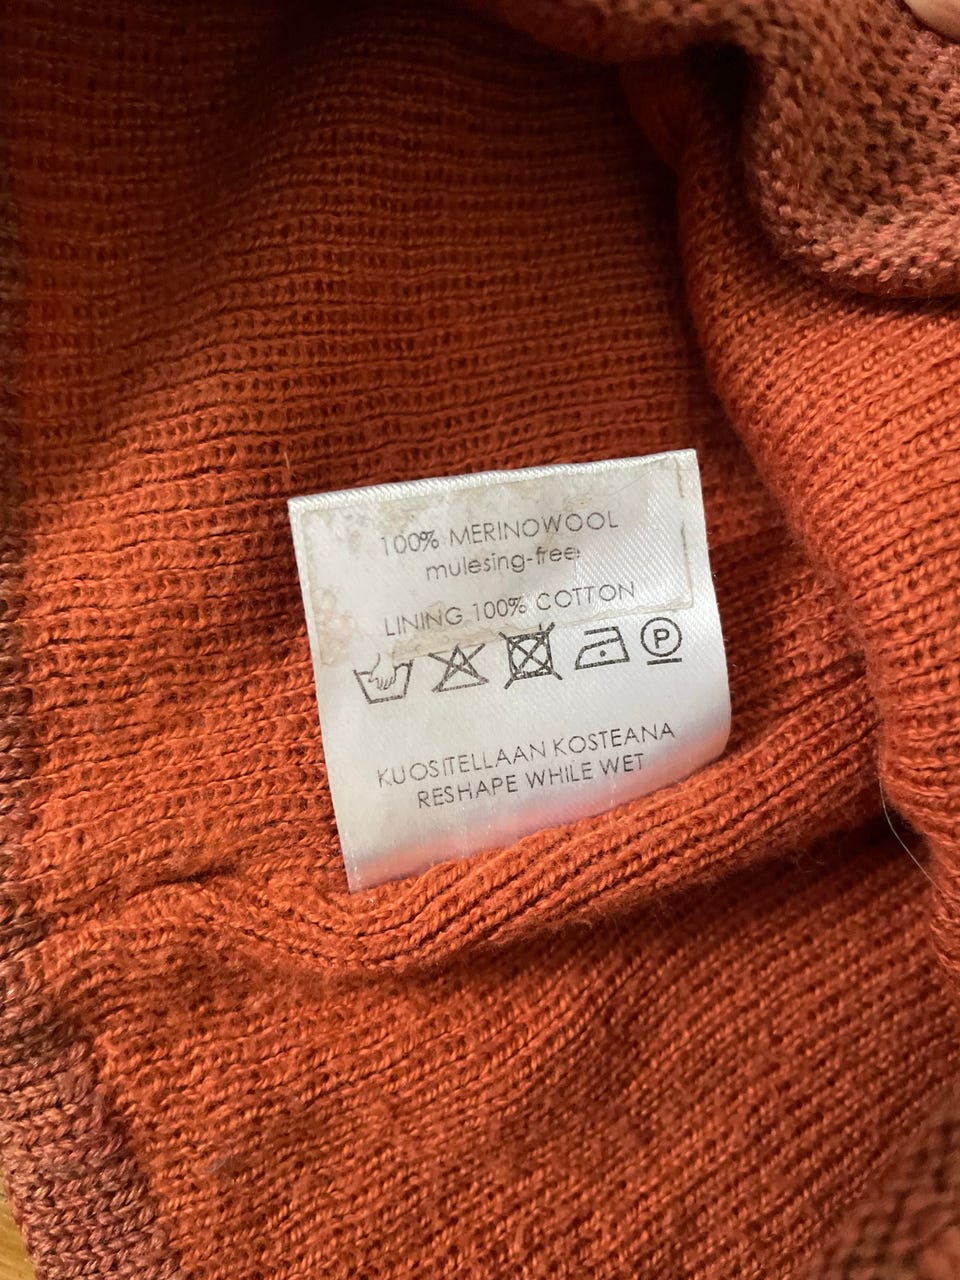 100% MERINOWOOL
mulesing-free
LINING 100% COTTON
P
KUOSITELLAAN KOSTEANA
RESHAPE WHILE WET